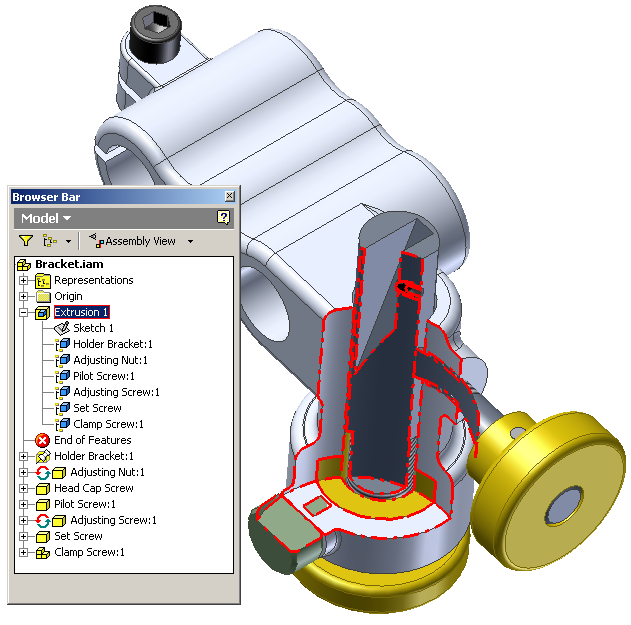 Browser Bar
Model
Assembly View
Bracket.iam
Representations
Origin
Extrusion 1
Sketch 1
Holder Bracket:1
Adjusting Nut:1
Pilot Screw:1
Adjusting Screw:1
Set Screw
Clamp Screw:1
End of Features
Holder Bracket:1
Adjusting Nut:1
Head Cap Screw
Pilot Screw:1
Adjusting Screw:1
Set Screw
Clamp Screw:1